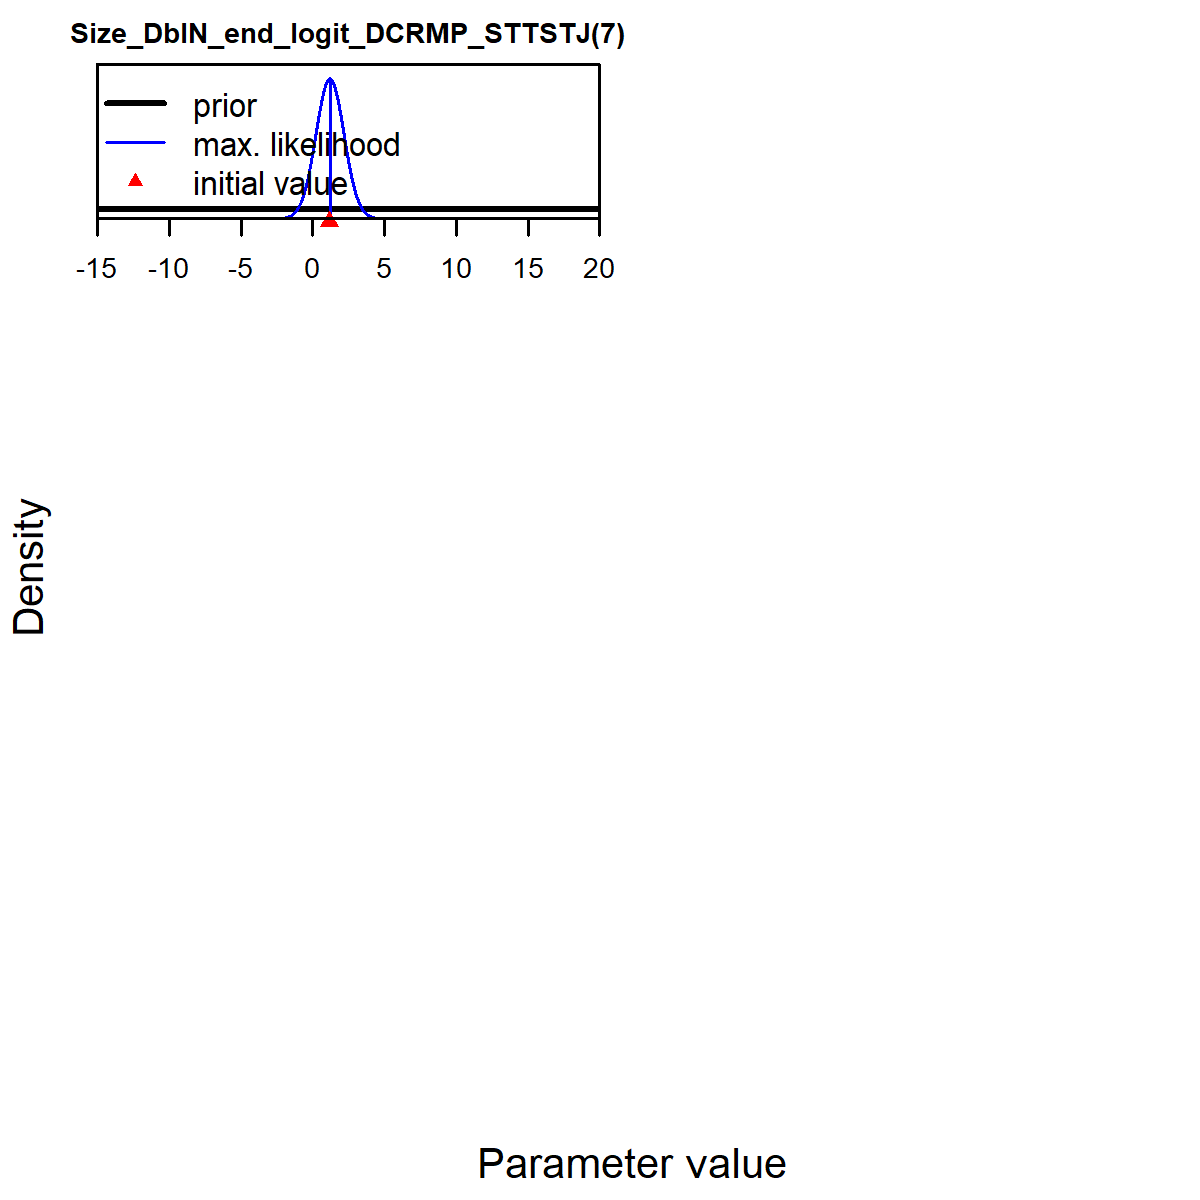 Size_DblN_end_logit_DCRMP_STTSTJ(7)
prior
max. likelihood
initial value
-15 -10 -5 0 5 10 15 20
Density
Parameter value